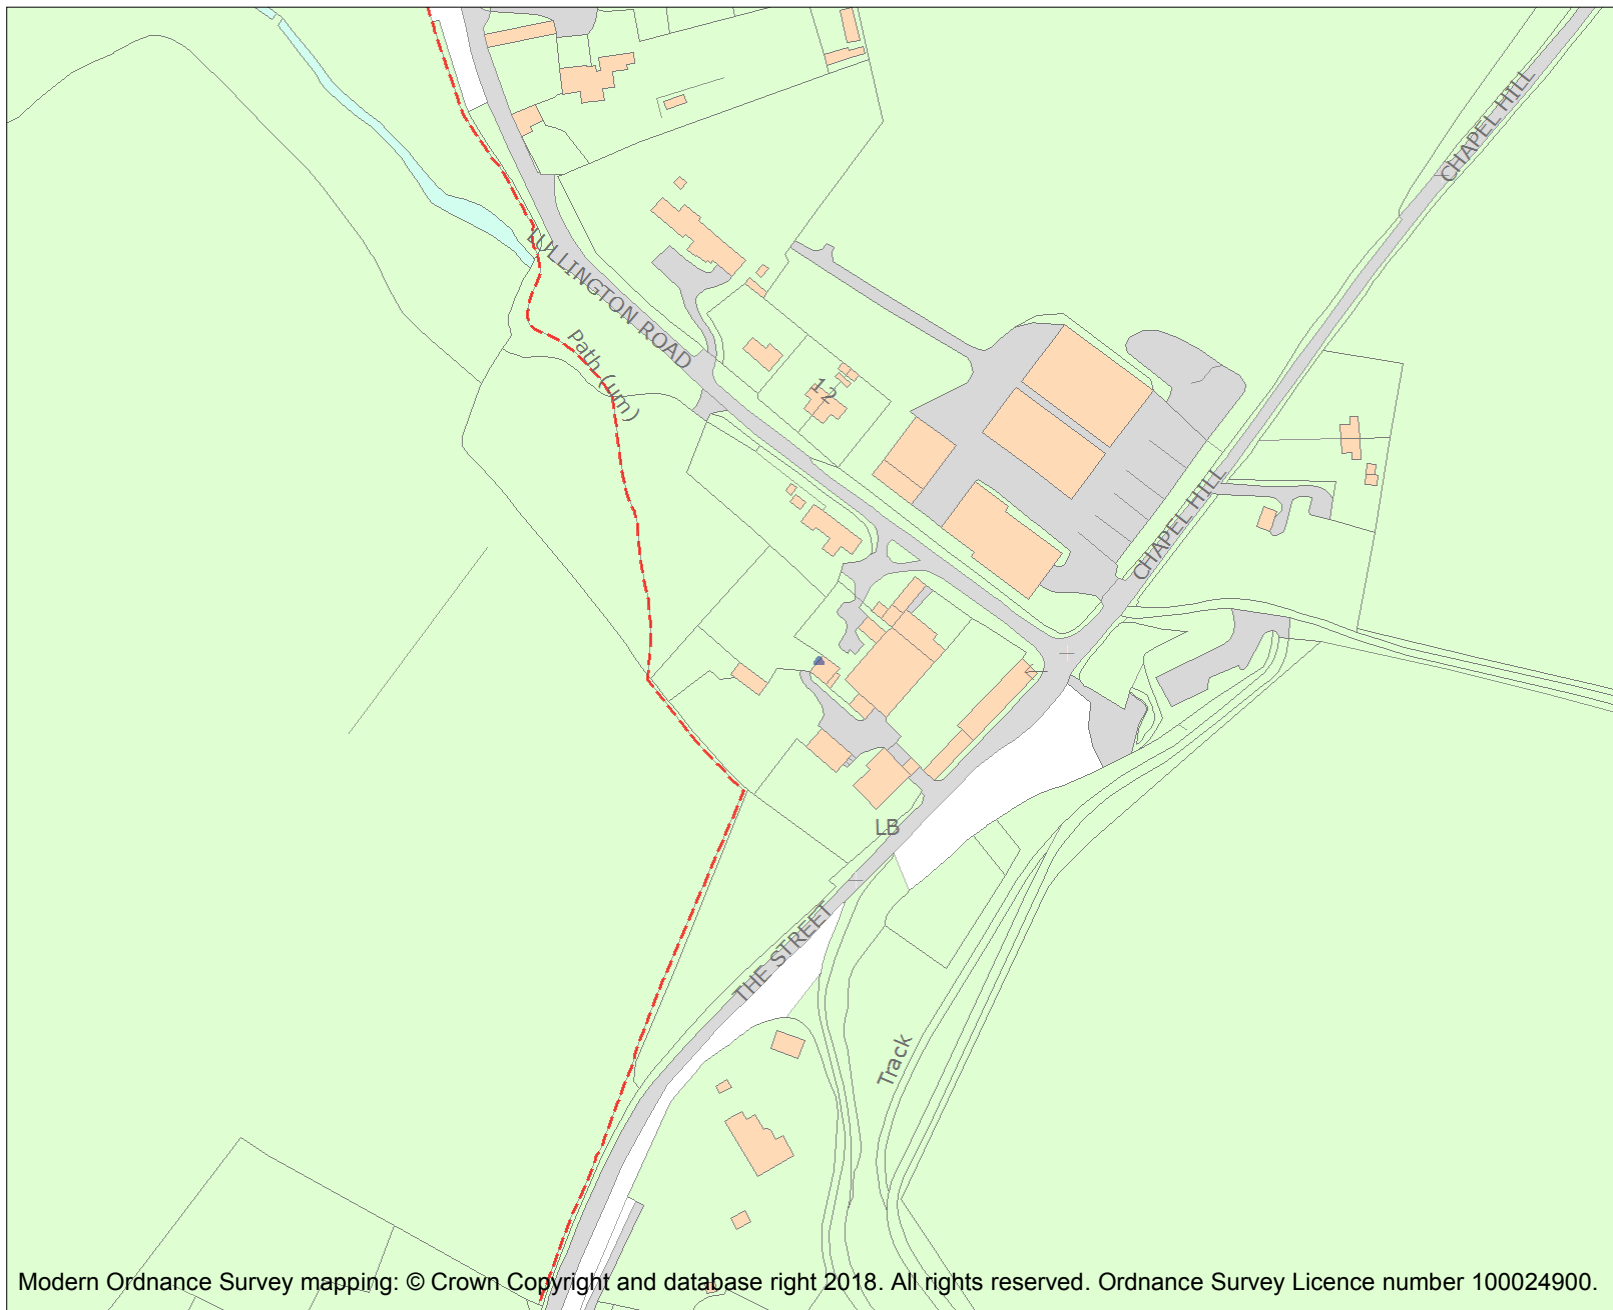 CHAPEL HILL
LULLINGTON ROAD
Path (um)
12
CHAPEL HILL
LB
THE STREET
Track
Modern Ordnance Survey mapping: © Crown Copyright and database right 2018. All rights reserved. Ordnance Survey Licence number 100024900.